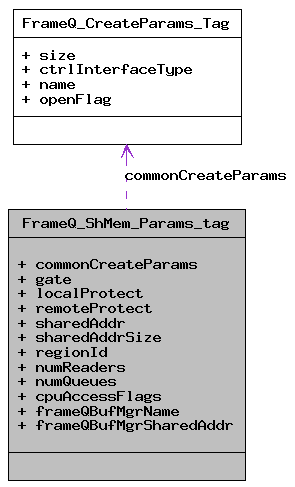 FrameQ_CreateParams_Tag
+ size
+ ctrlInterfaceType
+ name
+ openFlag
commonCreateParams
FrameQ_ShMem_Params_tag
+ commonCreateParams
+ gate
+ localProtect
+ remoteProtect
+ sharedAddr
+ sharedAddrSize
+ regionId
+ numReaders
+ numQueues
+ cpuAccessFlags
+ frameQBufMgrName
+ frameQBufMgrSharedAddr